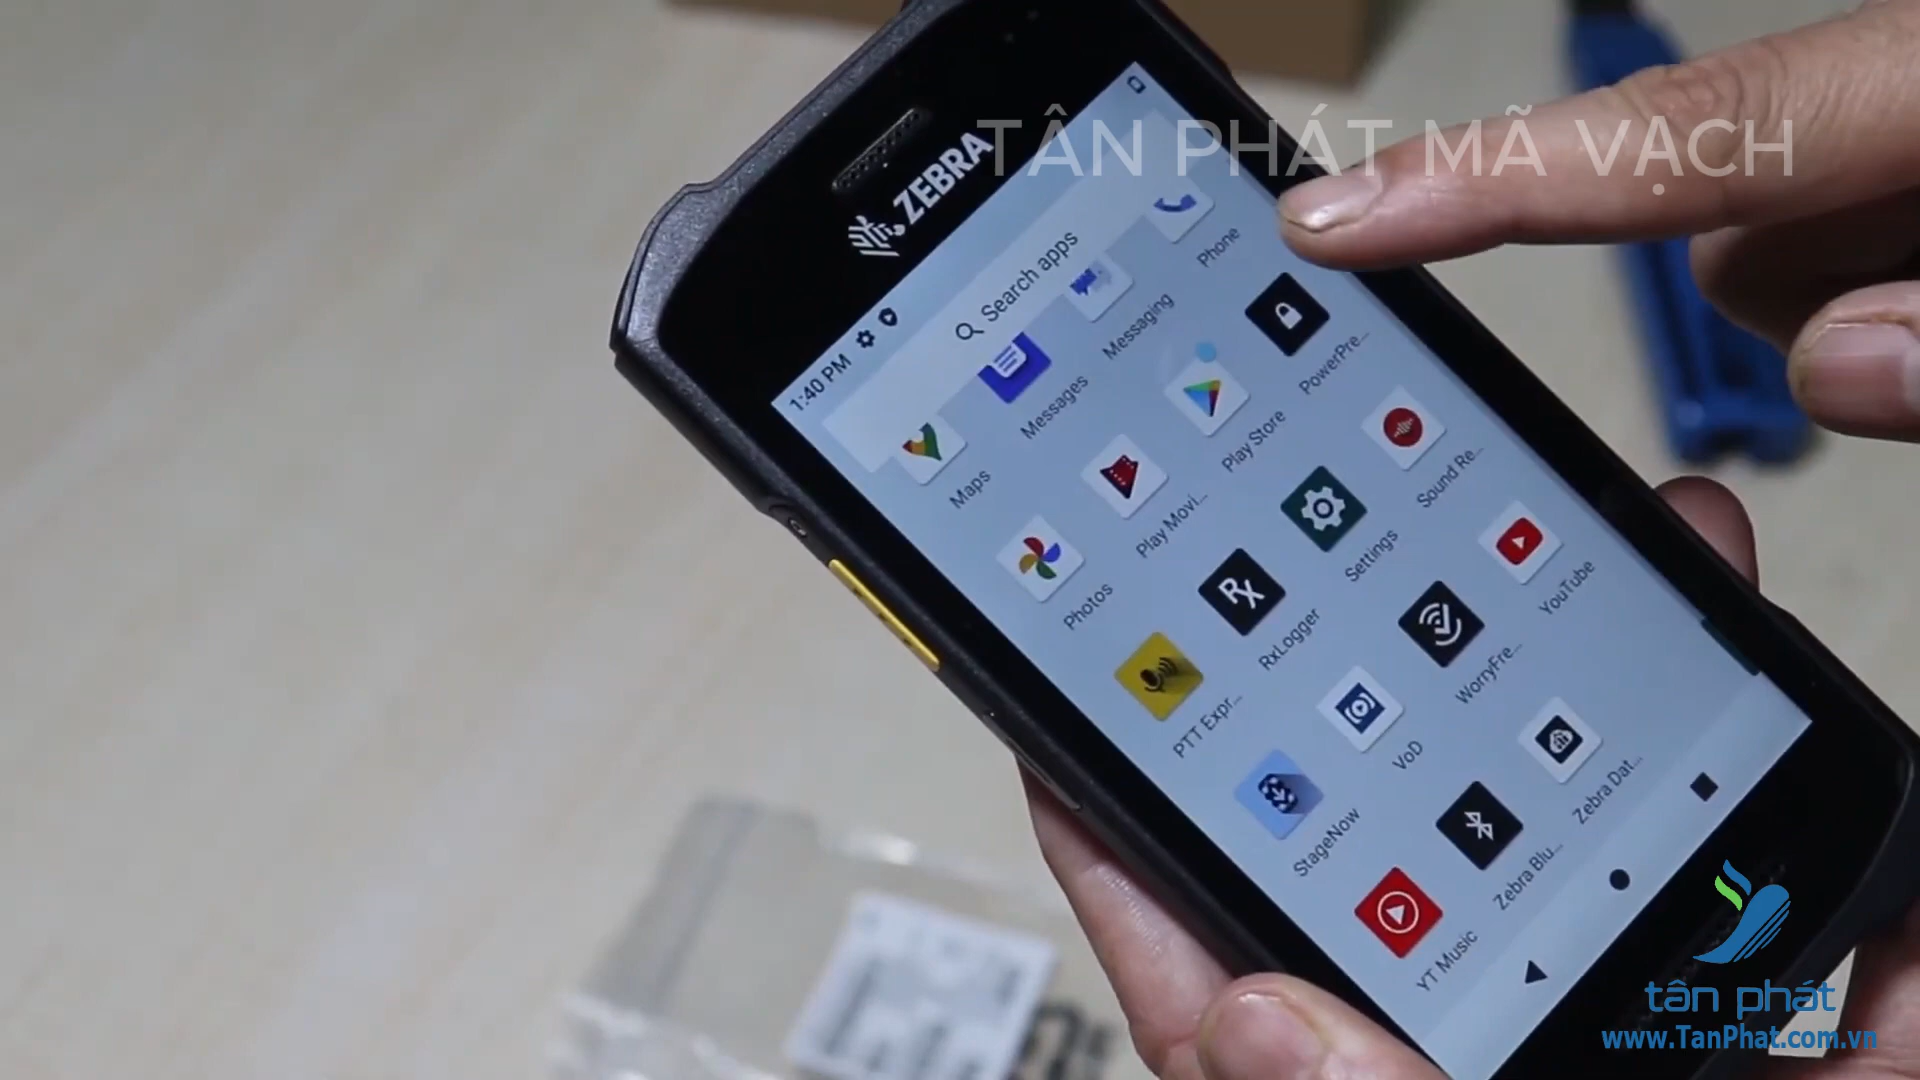 TÂN PHÁT MÃ VẠCH
ZEBRA
1:40 PM
Search apps
Maps
Messages
Messaging
Phone
Photos
Play Movi...
Play Store
PowerPre...
PTT Expr...
RxLogger
Settings
Sound Re...
StageNow
VoD
WorryFre...
YouTube
YT Music
Zebra Blu...
Zebra Dat...
tân phát
www.TanPhat.com.vn